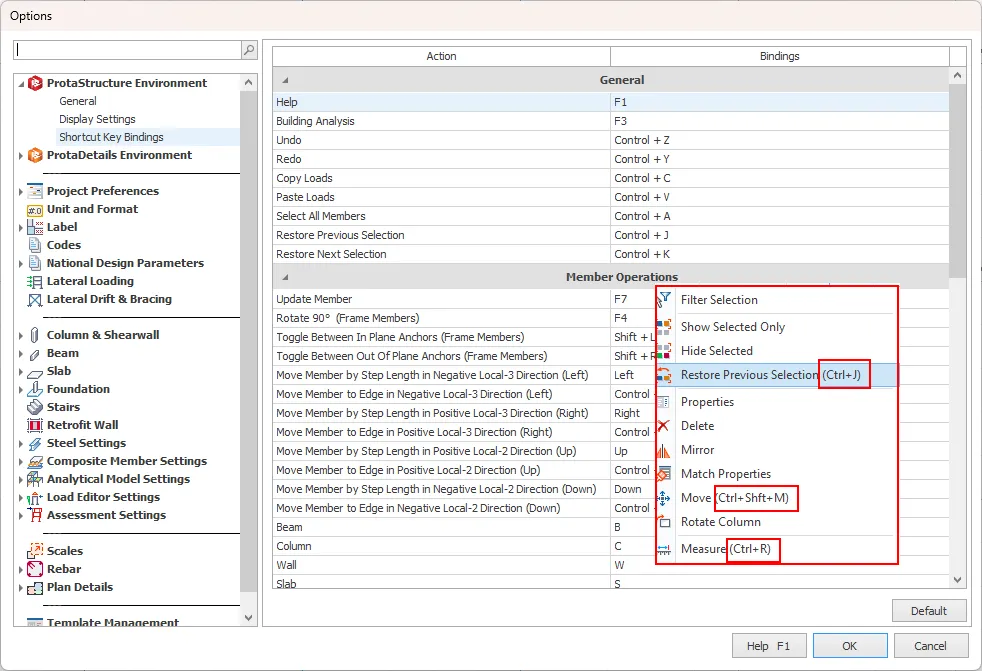 Options
ProtaStructure Environment
General
Display Settings
Shortcut Key Bindings
ProtaDetails Environment
Project Preferences
Unit and Format
Label
Codes
National Design Parameters
Lateral Loading
Lateral Drift & Bracing
Column & Shearwall
Beam
Slab
Foundation
Stairs
Retrofit Wall
Steel Settings
Composite Member Settings
Analytical Model Settings
Load Editor Settings
Assessment Settings
Scales
Rebar
Plan Details
Template Management
Action Bindings
General
Help F1
Building Analysis F3
Undo Control + Z
Redo Control + Y
Copy Loads Control + C
Paste Loads Control + V
Select All Members Control + A
Restore Previous Selection Control + J
Restore Next Selection Control + K
Member Operations
Update Member F7
Rotate 90° (Frame Members) F4
Toggle Between In Plane Anchors (Frame Members) Shift + L
Toggle Between Out Of Plane Anchors (Frame Members) Shift + R
Move Member by Step Length in Negative Local-3 Direction (Left) Left
Move Member to Edge in Negative Local-3 Direction (Left) Control
Move Member by Step Length in Positive Local-3 Direction (Right) Right
Move Member to Edge in Positive Local-3 Direction (Right) Control
Move Member by Step Length in Positive Local-2 Direction (Up) Up
Move Member to Edge in Positive Local-2 Direction (Up) Control
Move Member by Step Length in Negative Local-2 Direction (Down) Down
Move Member to Edge in Negative Local-2 Direction (Down) Control
Beam B
Column C
Wall W
Slab S
Filter Selection
Show Selected Only
Hide Selected
Restore Previous Selection (Ctrl+J)
Properties
Delete
Mirror
Match Properties
Move (Ctrl+Shft+M)
Rotate Column
Measure (Ctrl+R)
Default
Help F1 OK Cancel